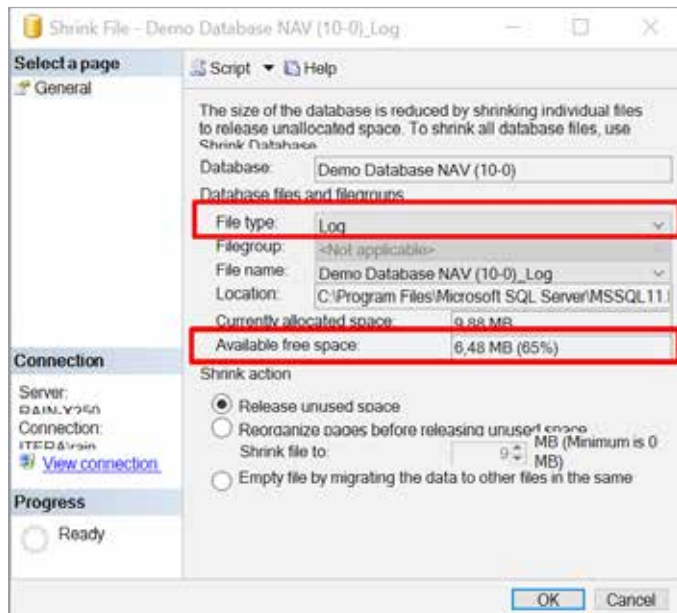 Shrink File - Demo Database NAV (10-0)_Log
Select a page
General
Script Help
The size of the database is reduced by shrinking individual files
to release unallocated space. To shrink all database files, use
Shrink Database
Database: Demo Database NAV (10-0)
Database files and filegroups
File type: Log
Filegroup: <Not applicable>
File name: Demo Database NAV (10-0)_Log
Location: C:\Program Files\Microsoft SQL Server\MSSQL11.
Currently allocated space: 9,88 MB
Available free space: 6,48 MB (65%)
Shrink action
Release unused space
Reorganize pages before releasing unused space
Shrink file to: 9 MB (Minimum is 0
MB)
Empty file by migrating the data to other files in the same
Connection
Server:
RAIN-Y250
Connection:
View connection
Progress
Ready
OK Cancel